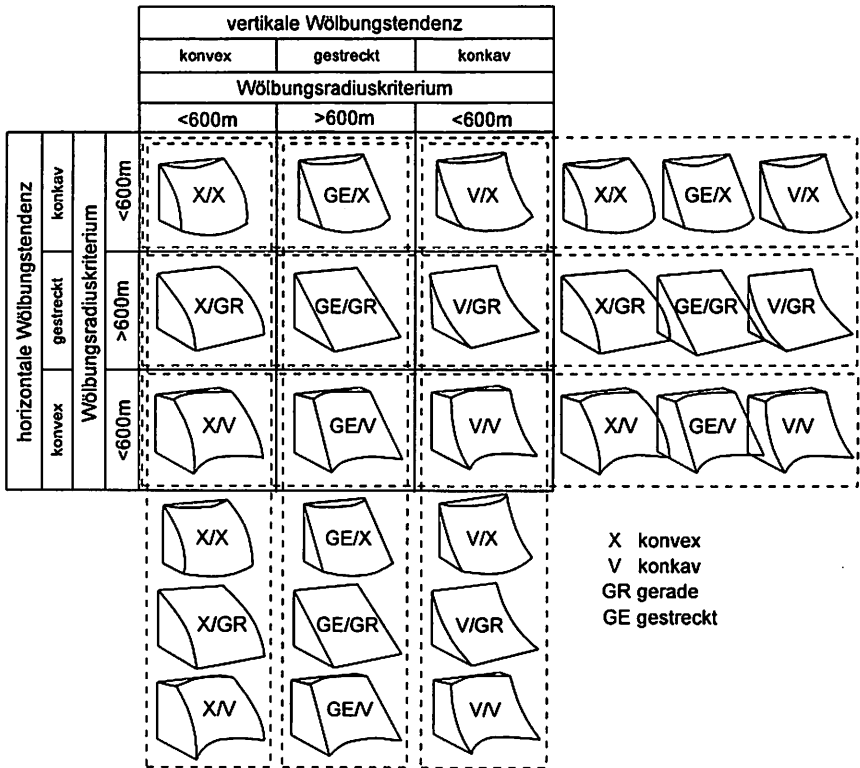 vertikale Wölbungstendenz
konvex gestreckt konkav
Wölbungsradiuskriterium
<600m >600m <600m
horizontale Wölbungstendenz
konkav gestreckt konvex
Wölbungsradiuskriterium
<600m >600m <600m
X/X GE/X V/X X/X GE/X V/X
X/GR GE/GR V/GR X/GR GE/GR V/GR
X/V GE/V V/V X/V GE/V V/V
X/X GE/X V/X
X/GR GE/GR V/GR
X/V GE/V V/V
X konvex
V konkav
GR gerade
GE gestreckt